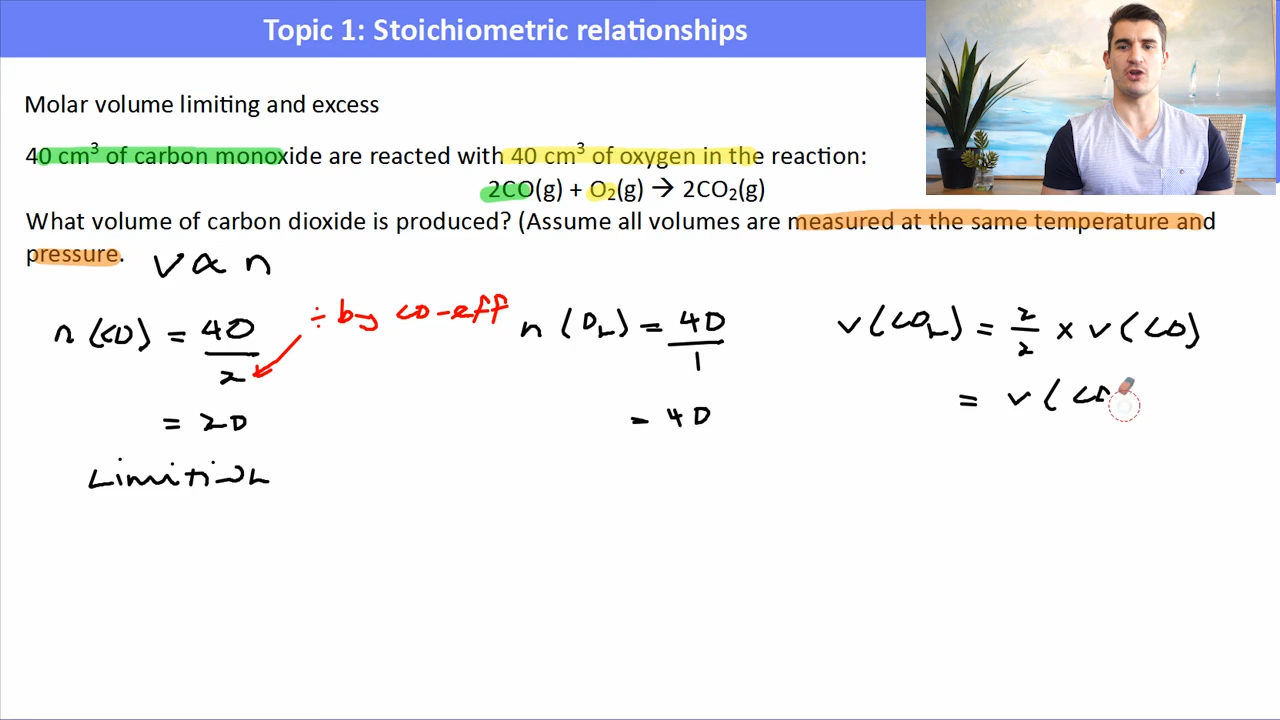 Topic 1: Stoichiometric relationships
Molar volume limiting and excess
40 cm³ of carbon monoxide are reacted with 40 cm³ of oxygen in the reaction:
2CO(g) + O₂(g) → 2CO₂(g)
What volume of carbon dioxide is produced? (Assume all volumes are measured at the same temperature and
pressure.
V ∝ n
n (CO) = 40/2
÷ by co-eff
= 20
Limiting
n (O₂) = 40/1
= 40
V (CO₂) = 2/2 × V (CO)
= V (CO